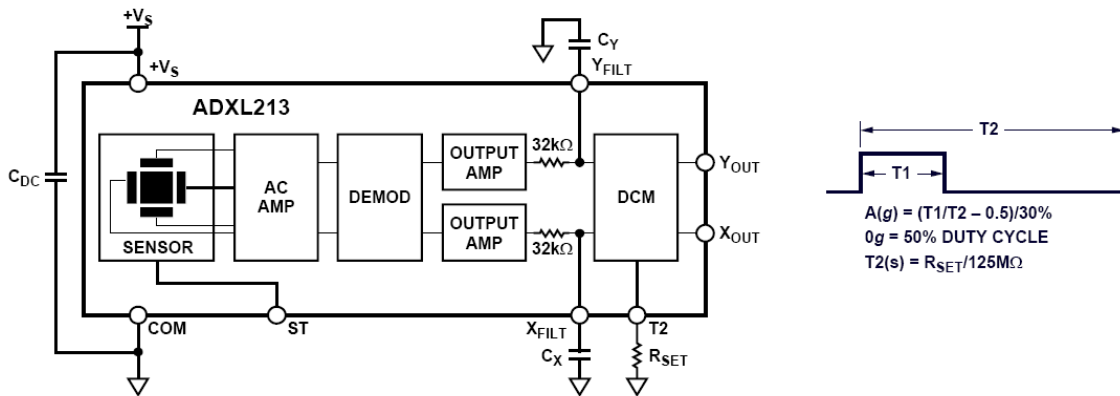 +VS
+VS
CY
YFILT
ADXL213
CDC
SENSOR
AC
AMP
DEMOD
OUTPUT
AMP
32kΩ
OUTPUT
AMP
32kΩ
DCM
YOUT
XOUT
COM
ST
XFILT
T2
CX
RSET
T2
T1
A(g) = (T1/T2 – 0.5)/30%
0g = 50% DUTY CYCLE
T2(s) = RSET/125MΩ